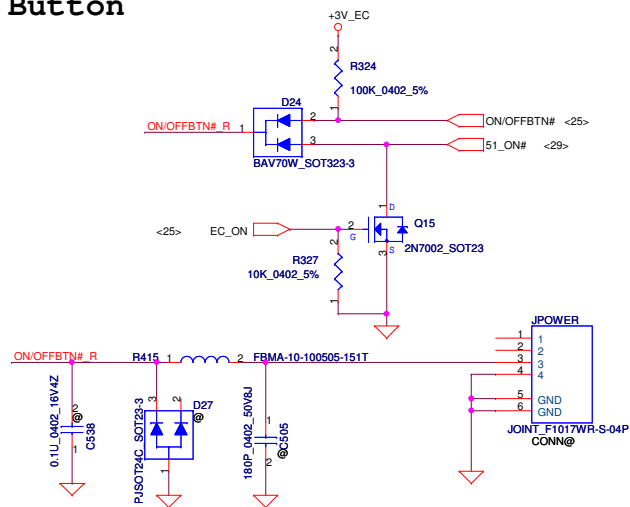 Button
+3V_EC
2
R324
100K_0402_5%
1
D24
ON/OFFBTN#_R 1
2
3
BAV70W_SOT323-3
ON/OFFBTN# <25>
51_ON# <29>
1
D
<25> EC_ON
2
G
Q15
S
3
2N7002_SOT23
2
R327
10K_0402_5%
1
ON/OFFBTN#_R
R415 1 2 FBMA-10-100505-151T
JPOWER
1 1
2 2
3 3
4 4
5 GND
6 GND
JOINT_F1017WR-S-04P
CONN@
0.1U_0402_16V4Z
2
@
1
C538
PJSOT24C_SOT23-3
3 2
D27
@
1
180P_0402_50V8J
1
2
@C505